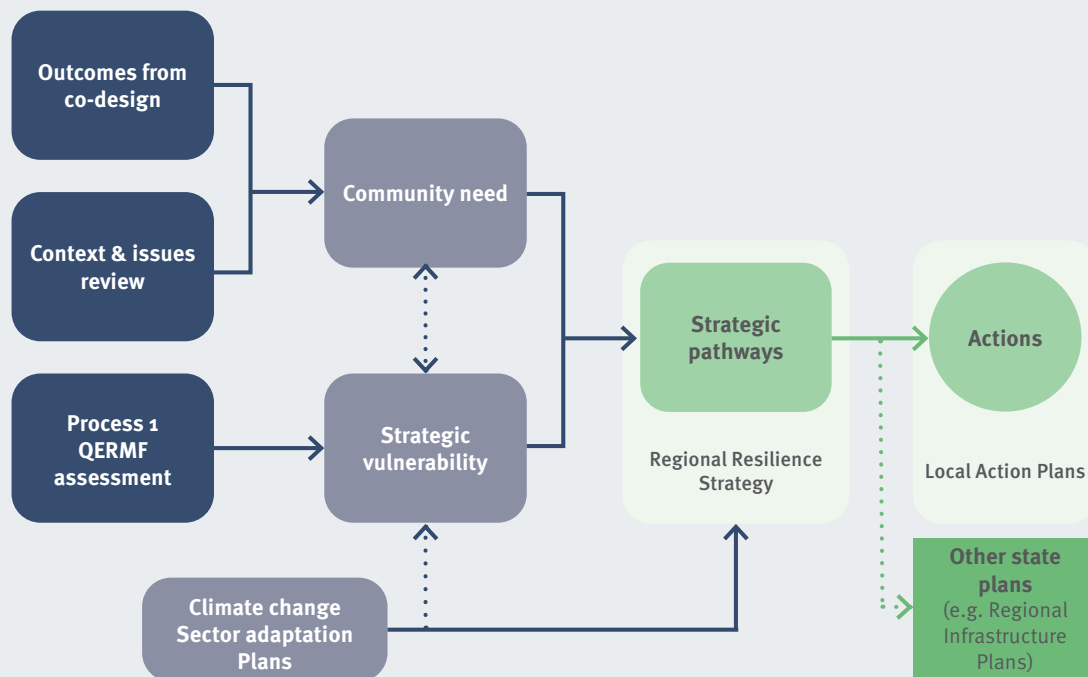 Outcomes from
co-design
Context & issues
review
Process 1
QERMF
assessment
Community need
Strategic
vulnerability
Climate change
Sector adaptation
Plans
Strategic
pathways
Regional Resilience
Strategy
Actions
Local Action Plans
Other state
plans
(e.g. Regional
Infrastructure
Plans)